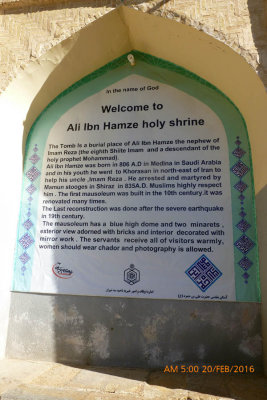 In the name of God
Welcome to
Ali Ibn Hamze holy shrine
The Tomb is a burial place of Ali Ibn Hamze the nephew of
Imam Reza (the eighth Shiite Imam and a descendant of the
holy prophet Mohammad).
Ali ibn Hamze was born in 806 A.D in Medina in Saudi Arabia
and in his youth he went to Khorasan in north-east of Iran to
help his uncle ,Imam Reza . He arrested and martyred by
Mamun stooges in Shiraz in 835A.D. Muslims highly respect
him . The first mausoleum was built in the 10th century.it was
renovated many times.
The Last reconstruction was done after the severe earthquake
in 19th century.
The mausoleum has a blue high dome and two minarets ,
exterior view adorned with bricks and interior decorated with
mirror work . The servants receive all of visitors warmly.
women should wear chador and photography is allowed.
AM 5:00 20/FEB/2016